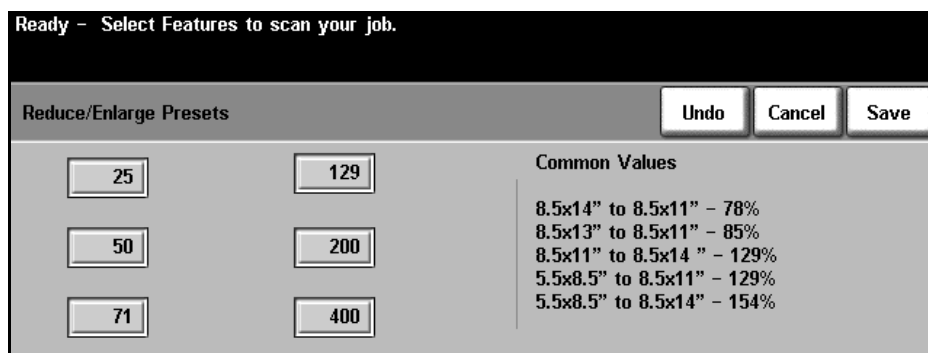 Ready - Select Features to scan your job.
Reduce/Enlarge Presets
Undo
Cancel
Save
25
129
50
200
71
400
Common Values
8.5x14” to 8.5x11” - 78%
8.5x13” to 8.5x11” - 85%
8.5x11” to 8.5x14 ” - 129%
5.5x8.5” to 8.5x11” - 129%
5.5x8.5” to 8.5x14” - 154%